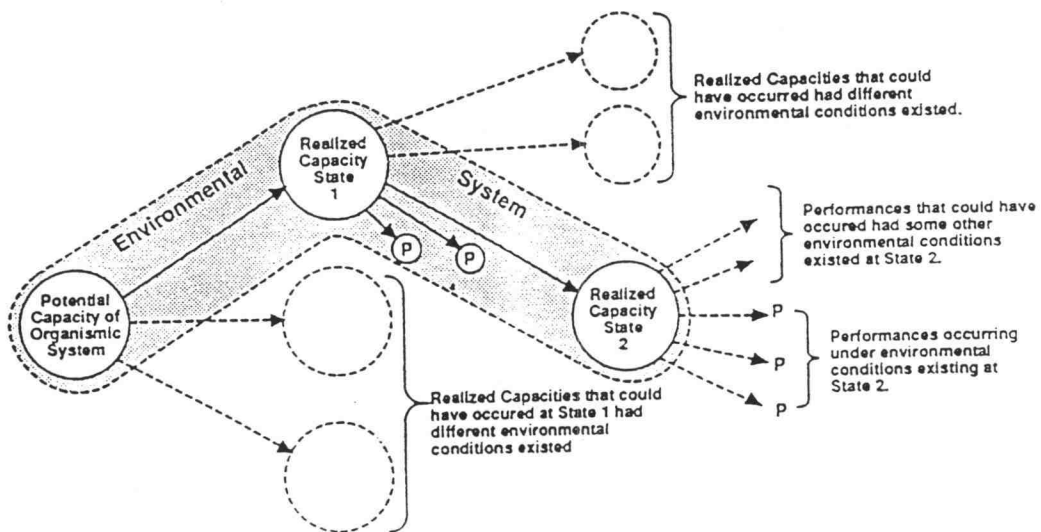 Realized Capacities that could
have occurred had different
environmental conditions existed.
Realized
Capacity
State
1
Environmental
System
P
P
Performances that could have
occured had some other
environmental conditions
existed at State 2.
Potential
Capacity of
Organismic
System
Realized
Capacity
State
2
P
P
P
Performances occurring
under environmental
conditions existing at
State 2.
Realized Capacities that could
have occured at State 1 had
different environmental
conditions existed